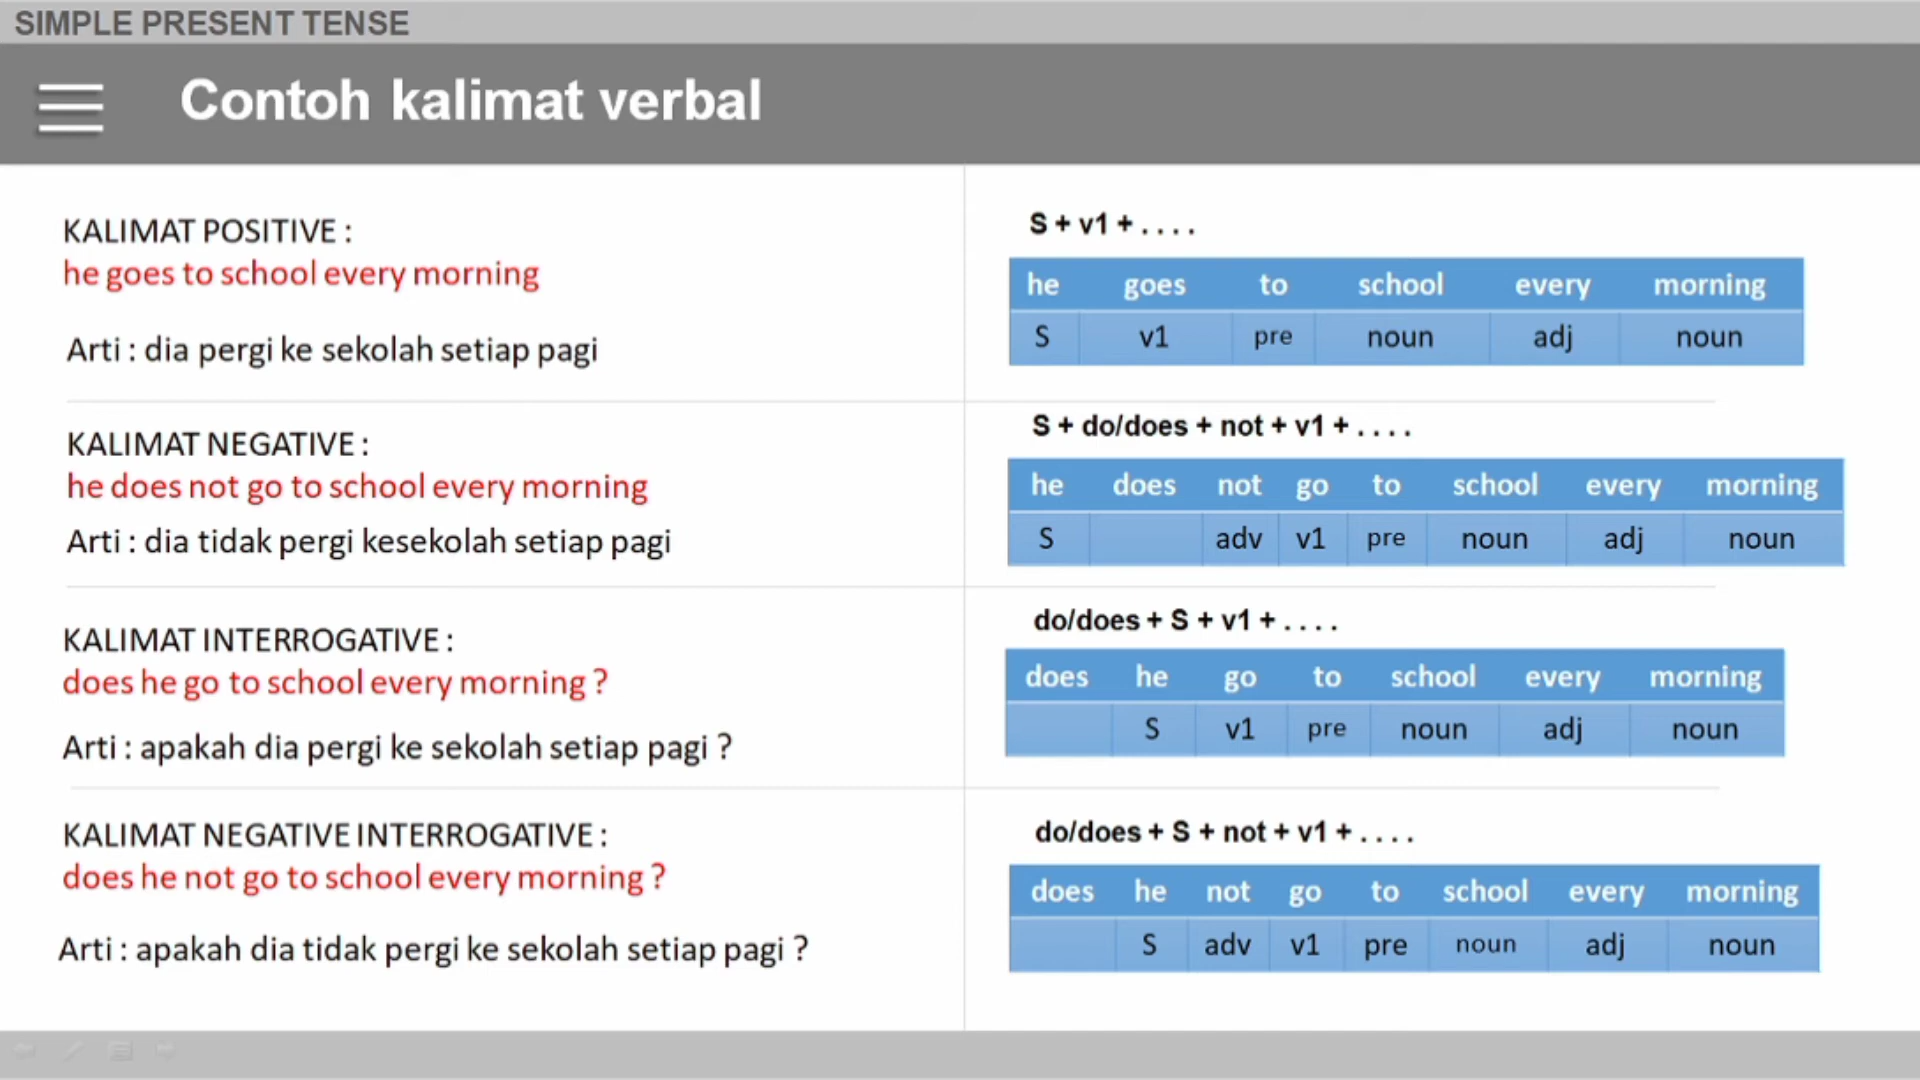 SIMPLE PRESENT TENSE
Contoh kalimat verbal
KALIMAT POSITIVE :
he goes to school every morning
Arti : dia pergi ke sekolah setiap pagi
S + v1 + . . . .
he goes to school every morning
S v1 pre noun adj noun
KALIMAT NEGATIVE :
he does not go to school every morning
Arti : dia tidak pergi kesekolah setiap pagi
S + do/does + not + v1 + . . . .
he does not go to school every morning
S adv v1 pre noun adj noun
KALIMAT INTERROGATIVE :
does he go to school every morning ?
Arti : apakah dia pergi ke sekolah setiap pagi ?
do/does + S + v1 + . . . .
does he go to school every morning
S v1 pre noun adj noun
KALIMAT NEGATIVE INTERROGATIVE :
does he not go to school every morning ?
Arti : apakah dia tidak pergi ke sekolah setiap pagi ?
do/does + S + not + v1 + . . . .
does he not go to school every morning
S adv v1 pre noun adj noun